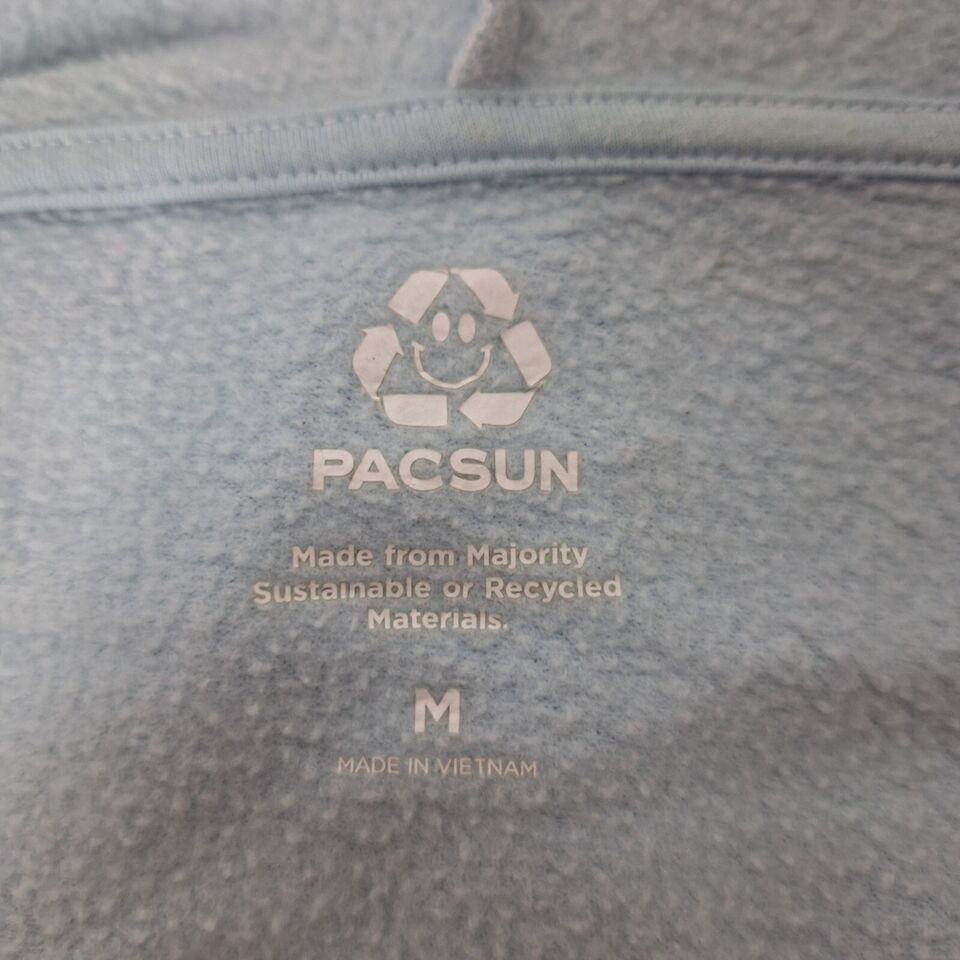 PACSUN
Made from Majority
Sustainable or Recycled
Materials.
M
MADE IN VIETNAM